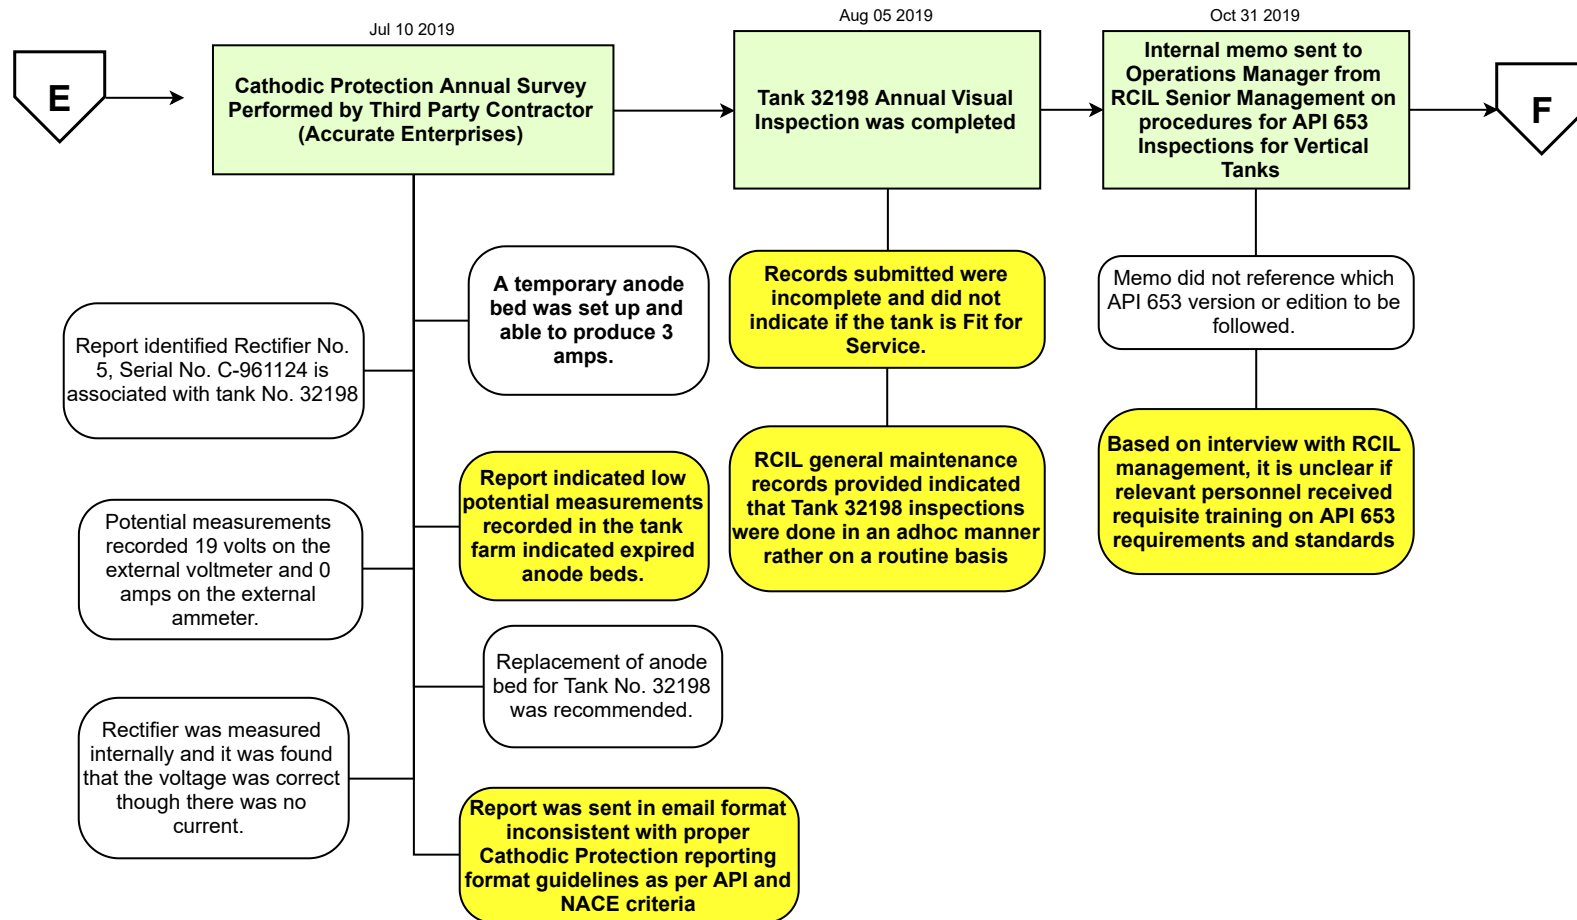 Jul 10 2019
Aug 05 2019
Oct 31 2019
E
Cathodic Protection Annual Survey
Performed by Third Party Contractor
(Accurate Enterprises)
Tank 32198 Annual Visual
Inspection was completed
Internal memo sent to
Operations Manager from
RCIL Senior Management on
procedures for API 653
Inspections for Vertical
Tanks
F
Report identified Rectifier No.
5, Serial No. C-961124 is
associated with tank No. 32198
Potential measurements
recorded 19 volts on the
external voltmeter and 0
amps on the external
ammeter.
Rectifier was measured
internally and it was found
that the voltage was correct
though there was no
current.
A temporary anode
bed was set up and
able to produce 3
amps.
Report indicated low
potential measurements
recorded in the tank
farm indicated expired
anode beds.
Replacement of anode
bed for Tank No. 32198
was recommended.
Report was sent in email format
inconsistent with proper
Cathodic Protection reporting
format guidelines as per API and
NACE criteria
Records submitted were
incomplete and did not
indicate if the tank is Fit for
Service.
RCIL general maintenance
records provided indicated
that Tank 32198 inspections
were done in an adhoc manner
rather on a routine basis
Memo did not reference which
API 653 version or edition to be
followed.
Based on interview with RCIL
management, it is unclear if
relevant personnel received
requisite training on API 653
requirements and standards